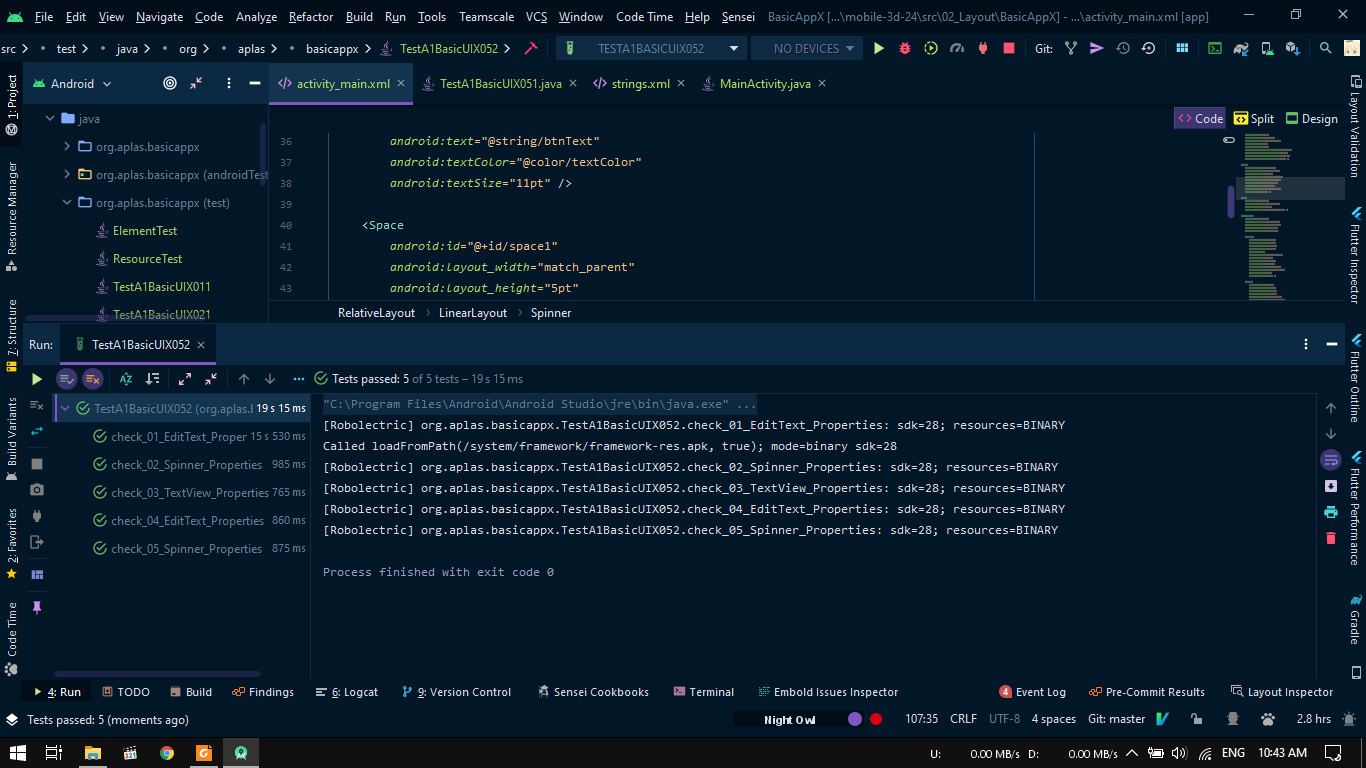 File Edit View Navigate Code Analyze Refactor Build Run Tools Teamscale VCS Window Code Time Help Sensei BasicAppX [...\mobile-3d-24\src\02_Layout\BasicAppX] - ...\activity_main.xml [app]
src test java org aplas basicappx TestA1BasicUIX052 TESTA1BASICUIX052 NO DEVICES Git:
Android activity_main.xml TestA1BasicUIX051.java strings.xml MainActivity.java
1: Project
Resource Manager
7: Structure
Build Variants
2: Favorites
Code Time
java
org.aplas.basicappx
org.aplas.basicappx (androidTest
org.aplas.basicappx (test)
ElementTest
ResourceTest
TestA1BasicUIX011
TestA1BasicUIX021
Code Split Design
36 android:text="@string/btnText"
37 android:textColor="@color/textColor"
38 android:textSize="11pt" />
39
40 <Space
41 android:id="@+id/space1"
42 android:layout_width="match_parent"
43 android:layout_height="5pt"
RelativeLayout LinearLayout Spinner
Layout Validation
Flutter Inspector
Flutter Outline
Flutter Performance
Gradle
Run: TestA1BasicUIX052
Tests passed: 5 of 5 tests – 19 s 15 ms
TestA1BasicUIX052 (org.aplas.l 19 s 15 ms
check_01_EditText_Proper 15 s 530 ms
check_02_Spinner_Properties 985 ms
check_03_TextView_Properties 765 ms
check_04_EditText_Properties 860 ms
check_05_Spinner_Properties 875 ms
"C:\Program Files\Android\Android Studio\jre\bin\java.exe" ...
[Robolectric] org.aplas.basicappx.TestA1BasicUIX052.check_01_EditText_Properties: sdk=28; resources=BINARY
Called loadFromPath(/system/framework/framework-res.apk, true); mode=binary sdk=28
[Robolectric] org.aplas.basicappx.TestA1BasicUIX052.check_02_Spinner_Properties: sdk=28; resources=BINARY
[Robolectric] org.aplas.basicappx.TestA1BasicUIX052.check_03_TextView_Properties: sdk=28; resources=BINARY
[Robolectric] org.aplas.basicappx.TestA1BasicUIX052.check_04_EditText_Properties: sdk=28; resources=BINARY
[Robolectric] org.aplas.basicappx.TestA1BasicUIX052.check_05_Spinner_Properties: sdk=28; resources=BINARY
Process finished with exit code 0
4: Run TODO Build Findings 6: Logcat 9: Version Control Sensei Cookbooks Terminal Embold Issues Inspector 4 Event Log Pre-Commit Results Layout Inspector
Tests passed: 5 (moments ago) Night Owl 107:35 CRLF UTF-8 4 spaces Git: master 2.8 hrs
U: 0.00 MB/s D: 0.00 MB/s ENG 10:43 AM